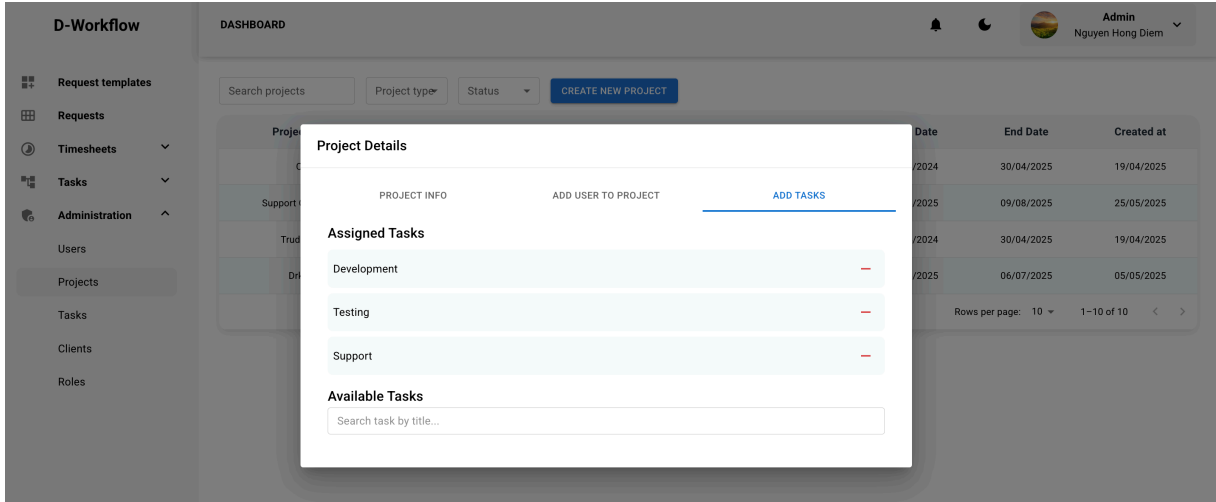 D-Workflow
DASHBOARD
Admin
Nguyen Hong Diem
Request templates
Requests
Timesheets
Tasks
Administration
Users
Projects
Tasks
Clients
Roles
Search projects
Project type
Status
CREATE NEW PROJECT
Date End Date Created at
/2024 30/04/2025 19/04/2025
Support
/2025 09/08/2025 25/05/2025
/2024 30/04/2025 19/04/2025
/2025 06/07/2025 05/05/2025
Rows per page: 10 1–10 of 10
Project Details
PROJECT INFO ADD USER TO PROJECT ADD TASKS
Assigned Tasks
Development
Testing
Support
Available Tasks
Search task by title...